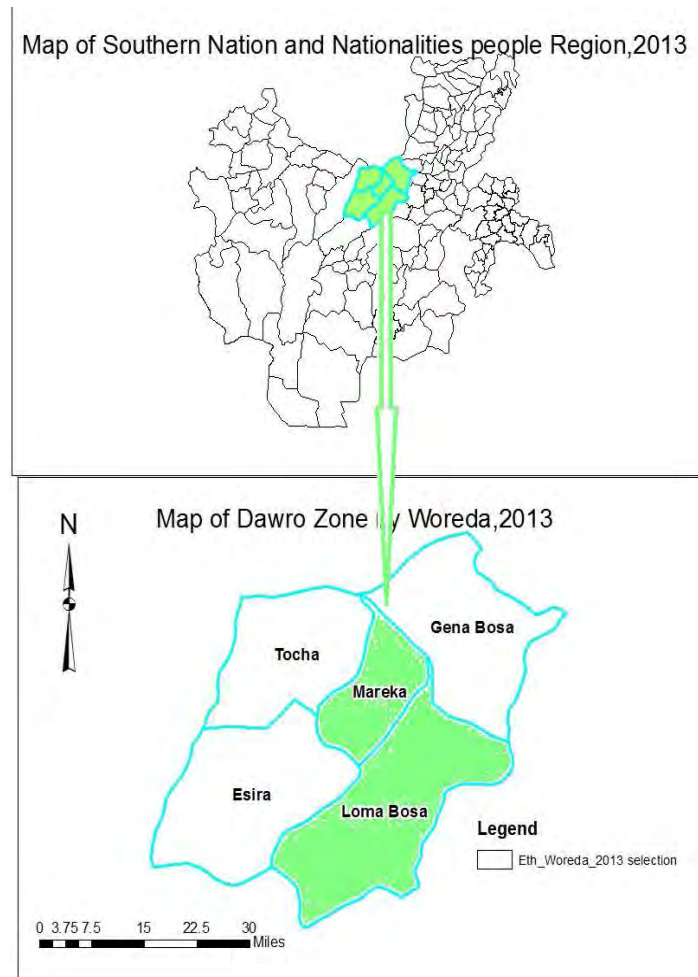 Map of Southern Nation and Nationalities people Region,2013
Map of Dawro Zone by Woreda,2013
N
Gena Bosa
Tocha
Mareka
Esira
Loma Bosa
Legend
Eth_Woreda_2013 selection
0 3.75 7.5 15 22.5 30
Miles